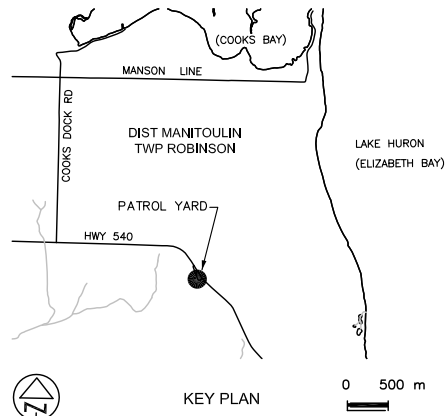 (COOKS BAY)
MANSON LINE
COOKS DOCK RD
DIST MANITOULIN
TWP ROBINSON
LAKE HURON
(ELIZABETH BAY)
PATROL YARD
HWY 540
N
KEY PLAN
0 500 m